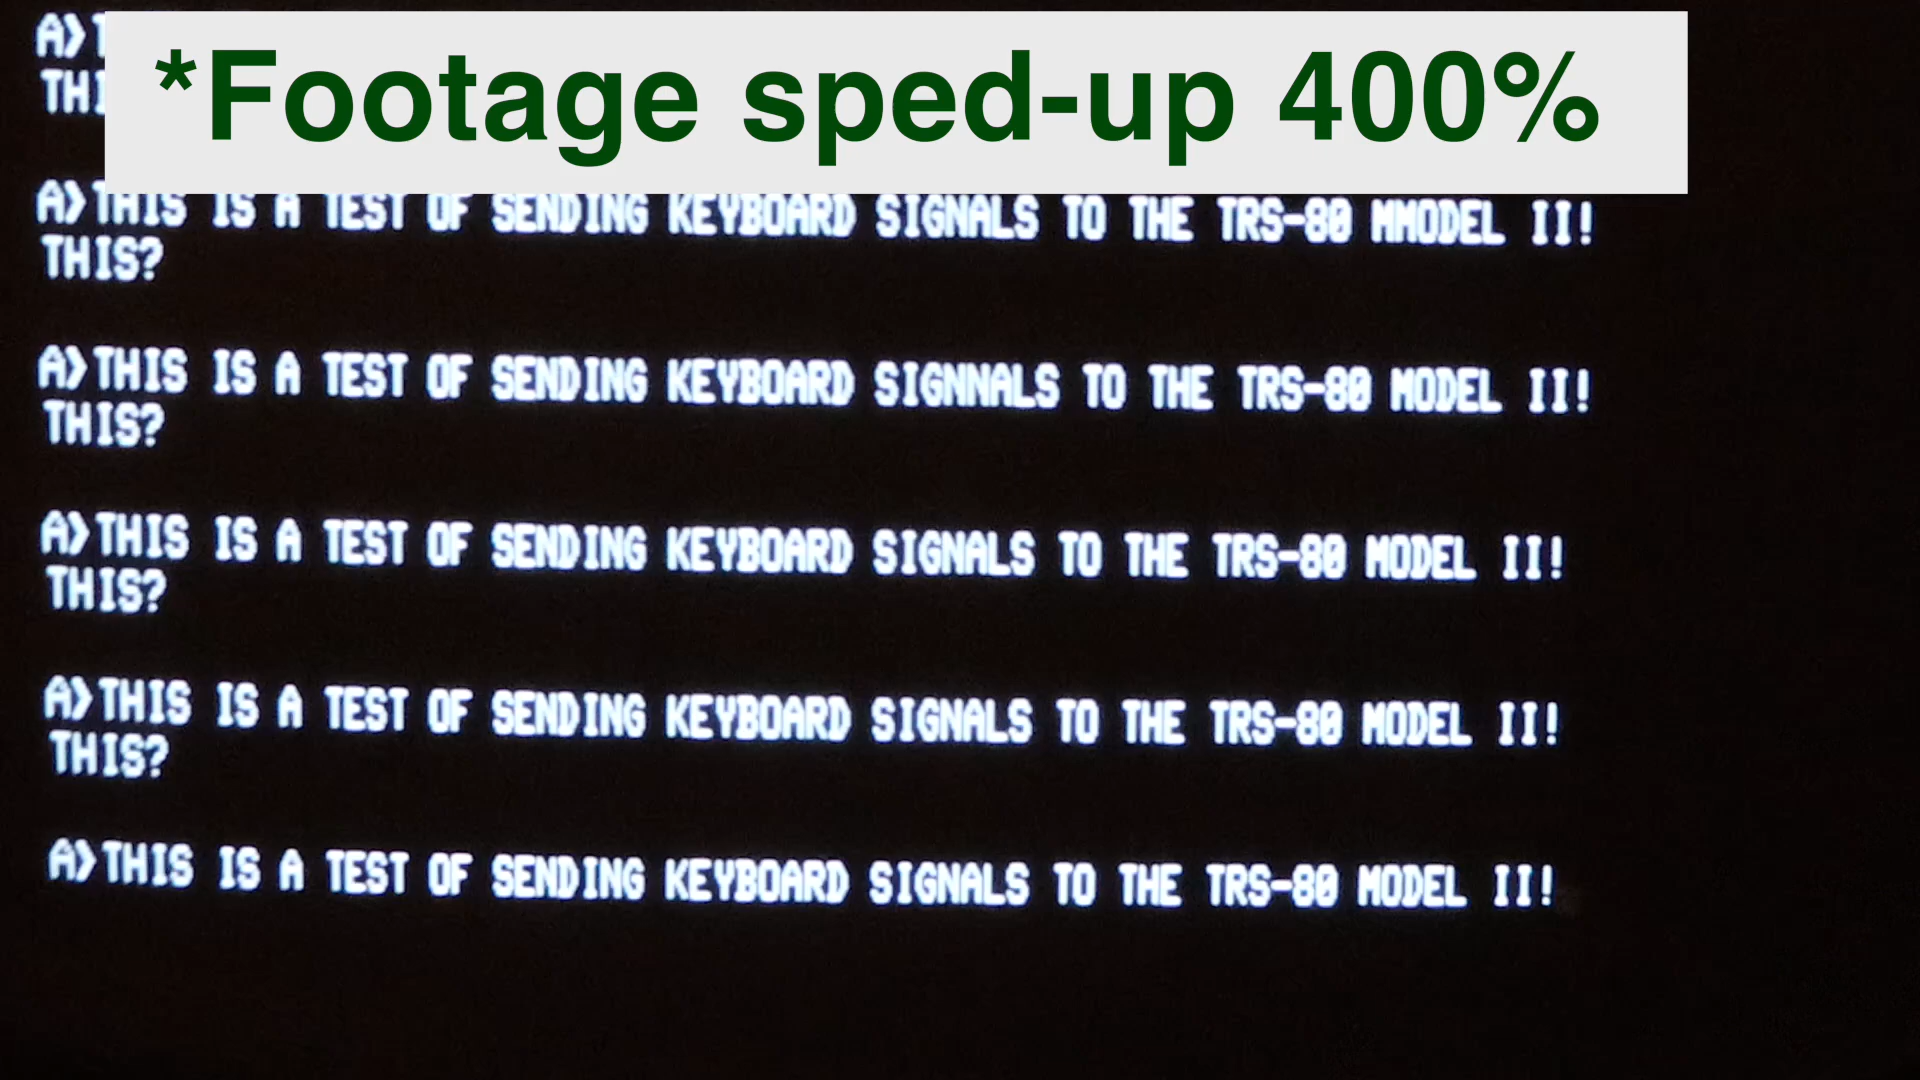 *Footage sped-up 400%
A>
A>THIS IS A TEST OF SENDING KEYBOARD SIGNALS TO THE TRS-80 MMODEL II!
THIS?
A>THIS IS A TEST OF SENDING KEYBOARD SIGNNALS TO THE TRS-80 MODEL II!
THIS?
A>THIS IS A TEST OF SENDING KEYBOARD SIGNALS TO THE TRS-80 MODEL II!
THIS?
A>THIS IS A TEST OF SENDING KEYBOARD SIGNALS TO THE TRS-80 MODEL II!
THIS?
A>THIS IS A TEST OF SENDING KEYBOARD SIGNALS TO THE TRS-80 MODEL II!